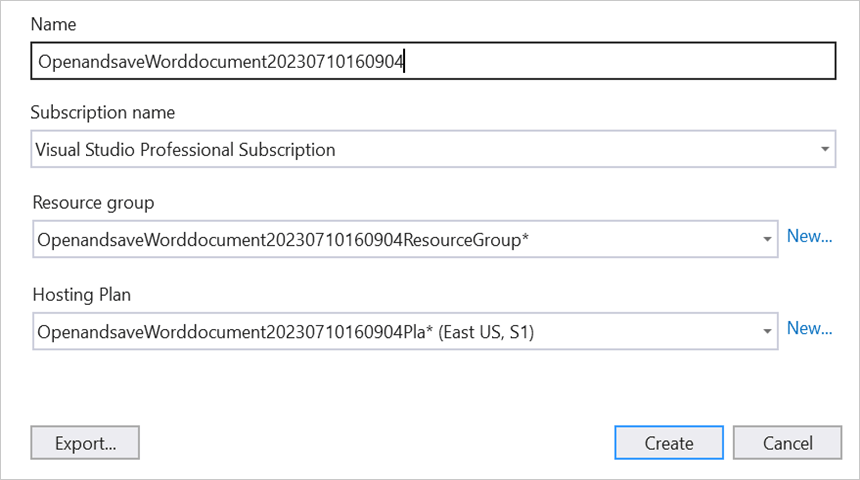 Name
OpenandsaveWorddocument20230710160904
Subscription name
Visual Studio Professional Subscription
Resource group
OpenandsaveWorddocument20230710160904ResourceGroup*
New...
Hosting Plan
OpenandsaveWorddocument20230710160904Pla* (East US, S1)
New...
Export...
Create
Cancel